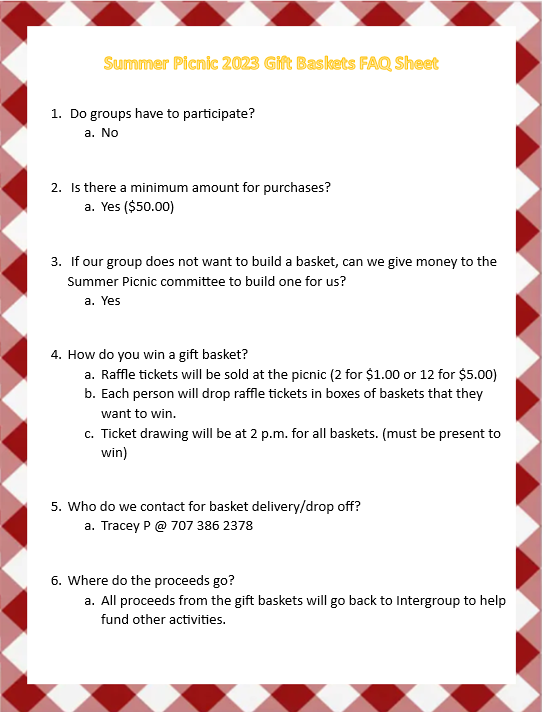 Summer Picnic 2023 Gift Baskets FAQ Sheet
1. Do groups have to participate?
a. No
2. Is there a minimum amount for purchases?
a. Yes ($50.00)
3. If our group does not want to build a basket, can we give money to the
Summer Picnic committee to build one for us?
a. Yes
4. How do you win a gift basket?
a. Raffle tickets will be sold at the picnic (2 for $1.00 or 12 for $5.00)
b. Each person will drop raffle tickets in boxes of baskets that they
want to win.
c. Ticket drawing will be at 2 p.m. for all baskets. (must be present to
win)
5. Who do we contact for basket delivery/drop off?
a. Tracey P @ 707 386 2378
6. Where do the proceeds go?
a. All proceeds from the gift baskets will go back to Intergroup to help
fund other activities.